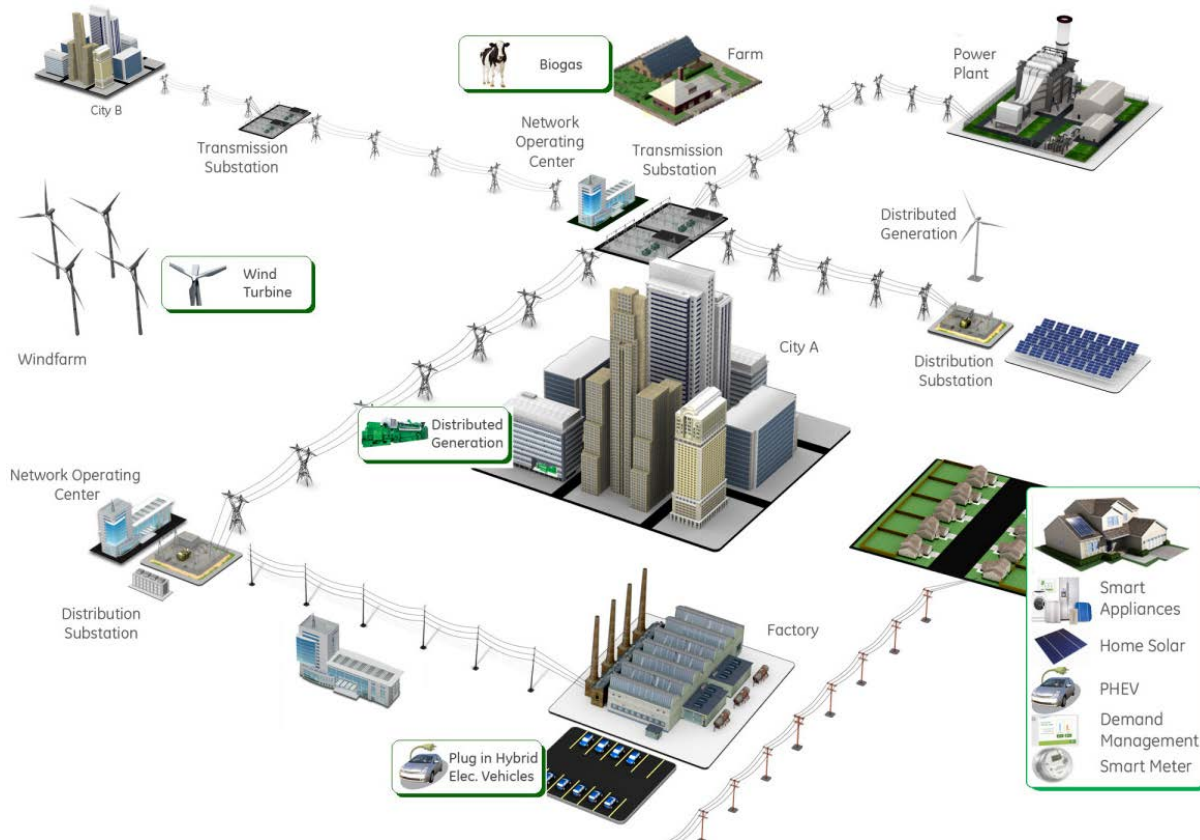 City B
Transmission
Substation
Biogas
Farm
Network
Operating
Center
Transmission
Substation
Power
Plant
Distributed
Generation
Wind
Turbine
Windfarm
City A
Distribution
Substation
Distributed
Generation
Network Operating
Center
Distribution
Substation
Factory
Plug in Hybrid
Elec. Vehicles
Smart
Appliances
Home Solar
PHEV
Demand
Management
Smart Meter